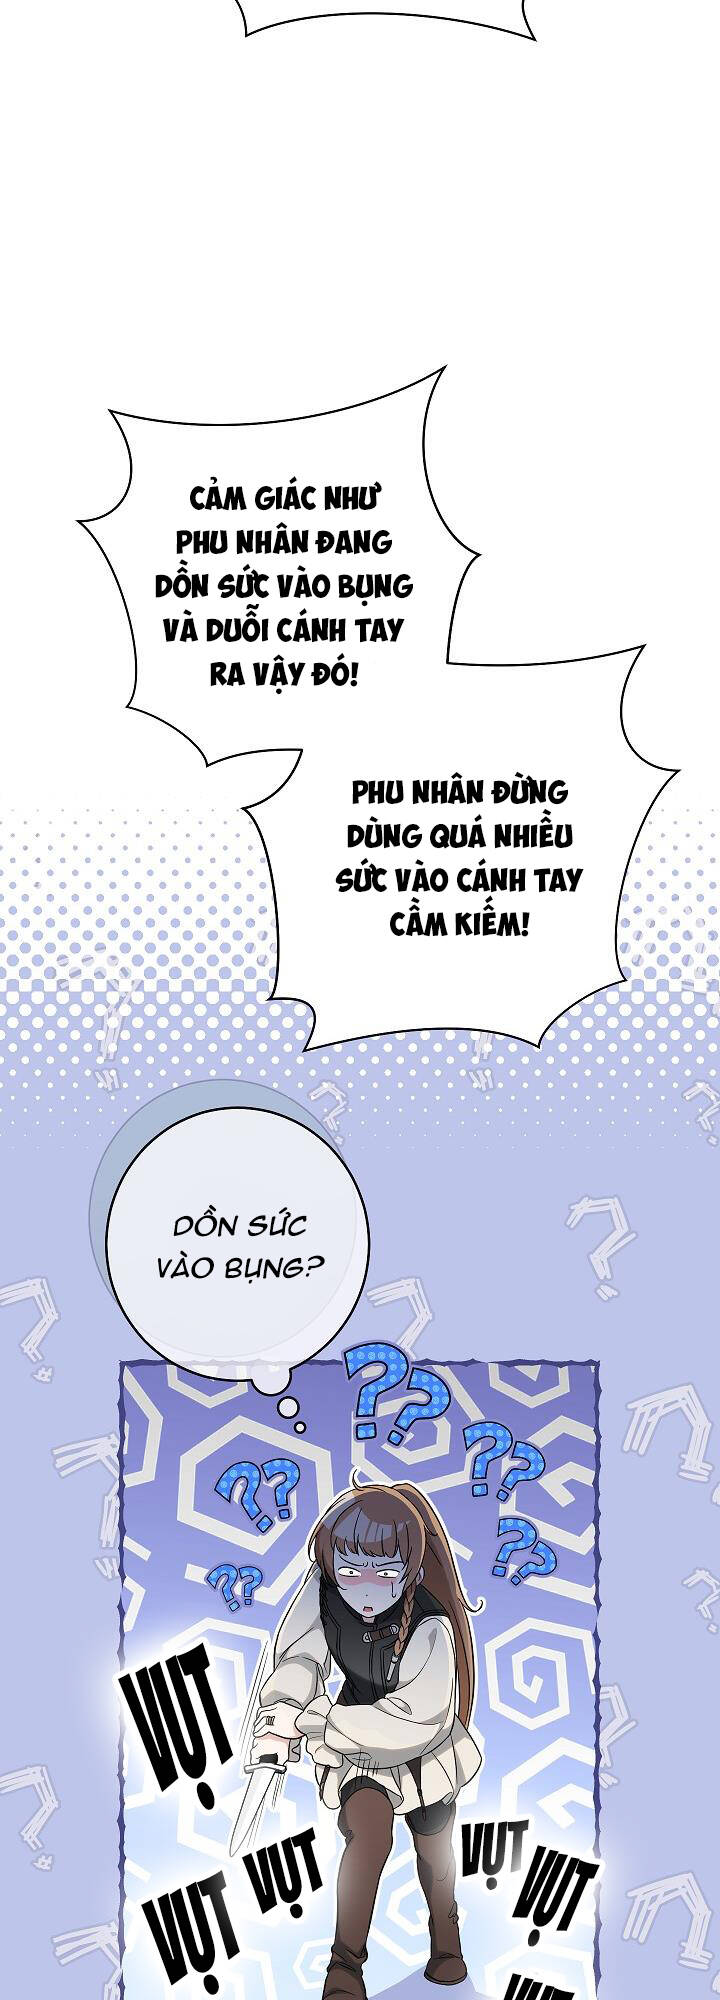 CẢM GIÁC NHƯ
PHU NHÂN ĐANG
DỒN SỨC VÀO BỤNG
VÀ DUỖI CÁNH TAY
RA VẬY ĐÓ!
PHU NHÂN ĐỪNG
DÙNG QUÁ NHIỀU
SỨC VÀO CÁNH TAY
CẦM KIẾM!
DỒN SỨC
VÀO BỤNG?
??
??
??
??
??
VỤT
VỤT
VỤT
VỤT
VỤT
VỤT